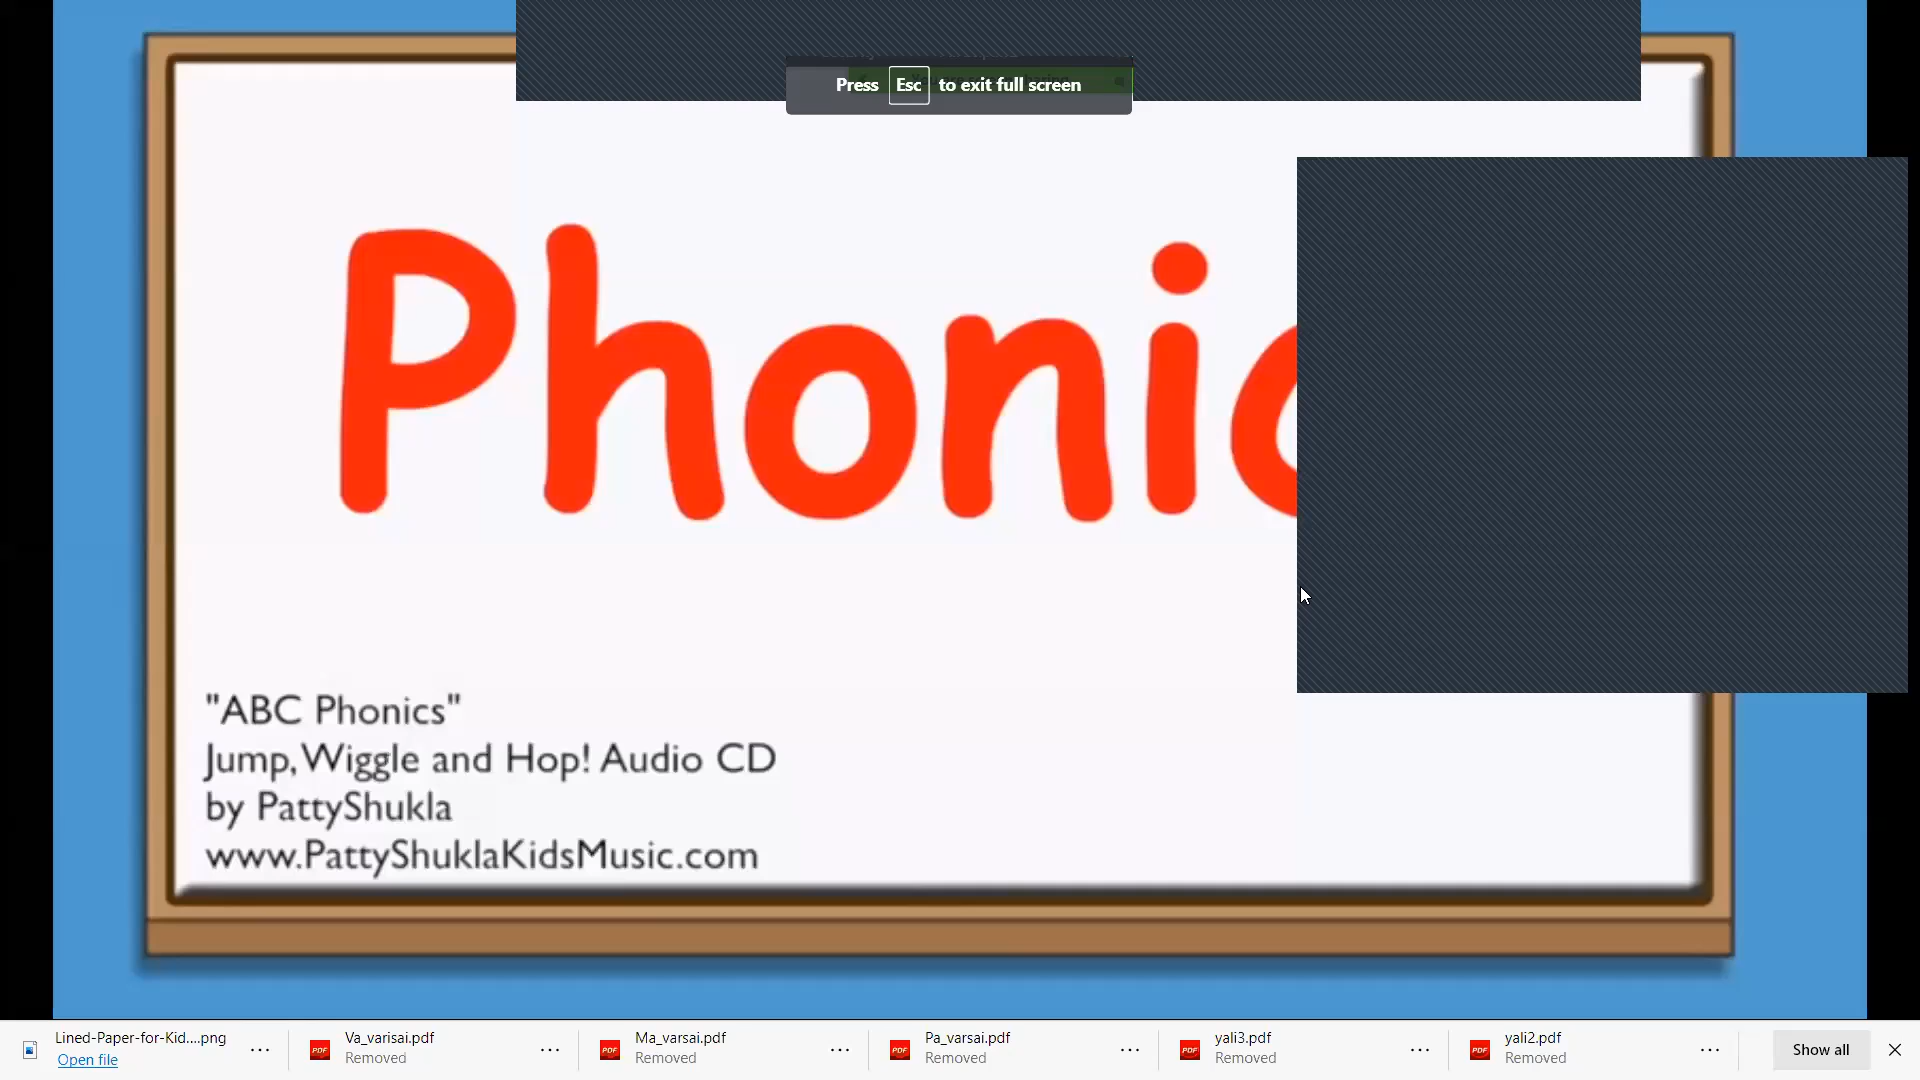 Press Esc to exit full screen
Phonic
"ABC Phonics"
Jump, Wiggle and Hop! Audio CD
by PattyShukla
www.PattyShuklaKidsMusic.com
Lined-Paper-for-Kid....png
Open file
Va_varisai.pdf
Removed
Ma_varsai.pdf
Removed
Pa_varsai.pdf
Removed
yali3.pdf
Removed
yali2.pdf
Removed
Show all